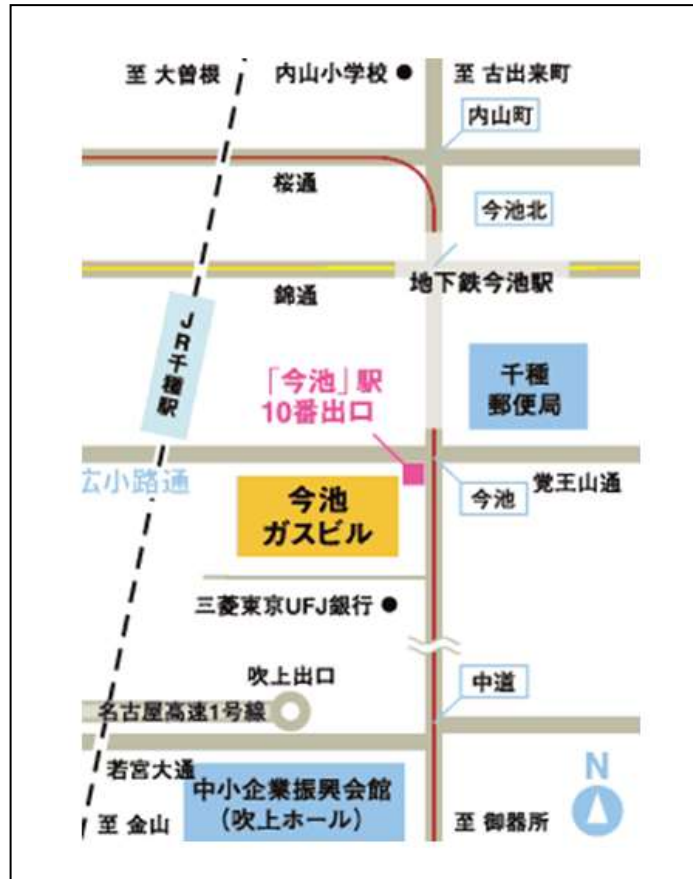 至 大曽根
内山小学校
至 古出来町
内山町
桜通
今池北
地下鉄今池駅
錦通
JR千種駅
「今池」駅
10番出口
千種
郵便局
広小路通
今池
覚王山通
今池
ガスビル
三菱東京UFJ銀行
吹上出口
中道
名古屋高速1号線
若宮大通
中小企業振興会館
(吹上ホール)
N
至 金山
至 御器所